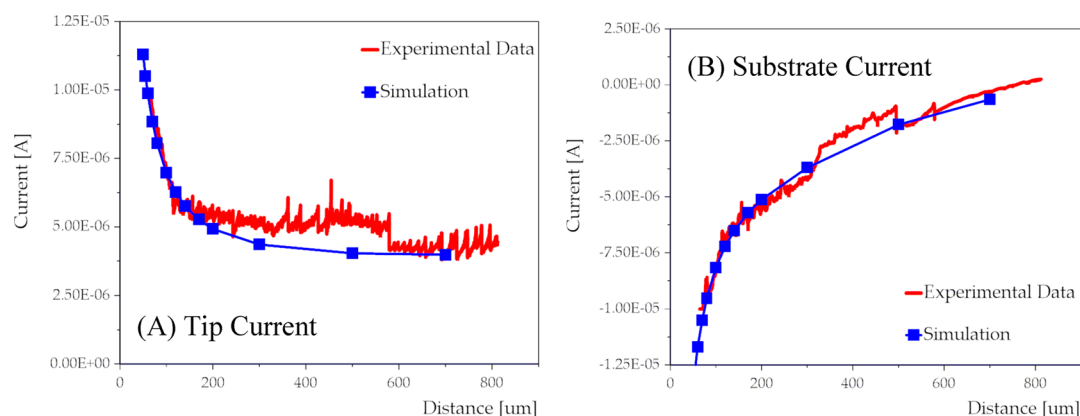 1.25E-05
1.00E-05
7.50E-06
5.00E-06
2.50E-06
0.00E+00
Current [A]
Experimental Data
Simulation
(A) Tip Current
0 200 400 600 800
Distance [um]
2.50E-06
0.00E+00
-2.50E-06
-5.00E-06
-7.50E-06
-1.00E-05
-1.25E-05
Current [A]
(B) Substrate Current
Experimental Data
Simulation
0 200 400 600 800
Distance [um]